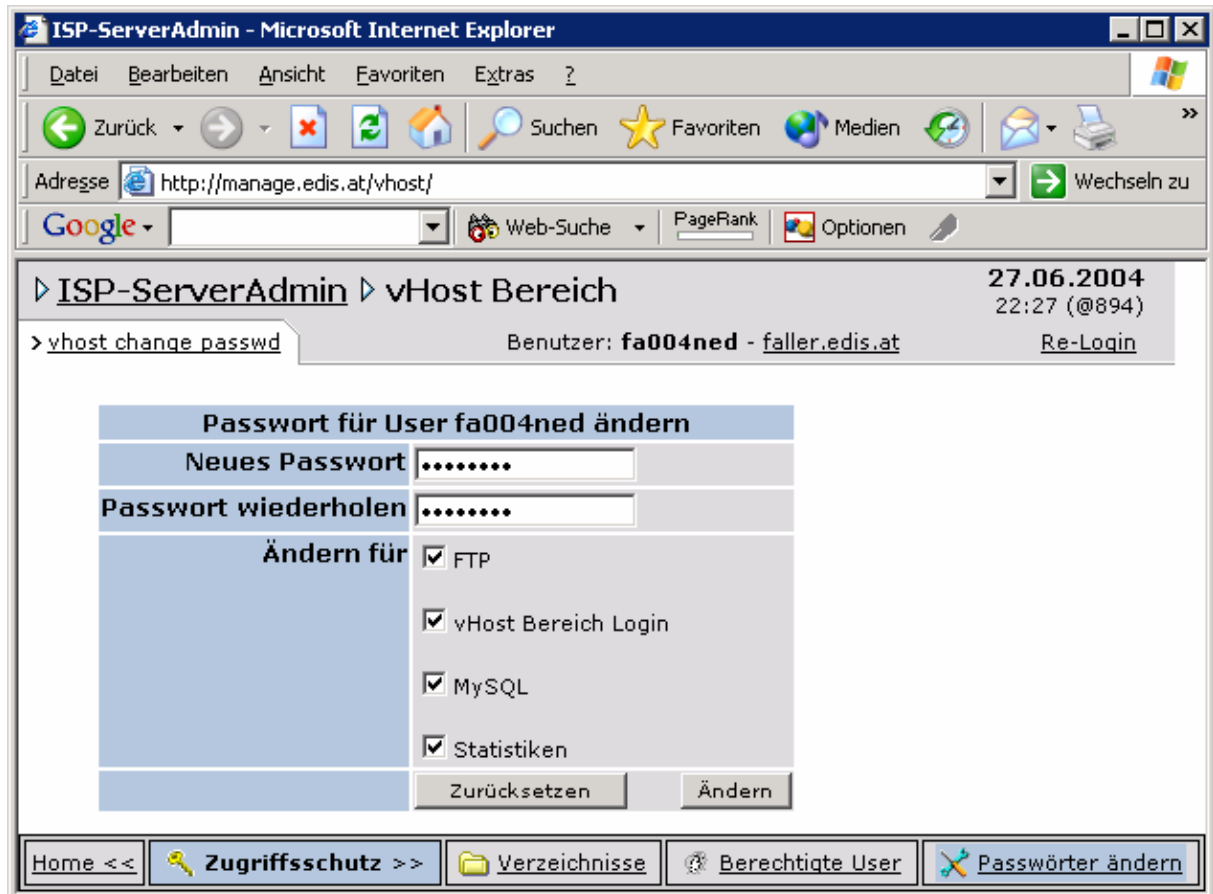 ISP-ServerAdmin - Microsoft Internet Explorer
Datei Bearbeiten Ansicht Favoriten Extras ?
Zurück Suchen Favoriten Medien »
Adresse http://manage.edis.at/vhost/ Wechseln zu
Google Web-Suche PageRank Optionen
ISP-ServerAdmin vHost Bereich 27.06.2004
22:27 (@894)
> vhost change passwd Benutzer: fa004ned - faller.edis.at Re-Login
Passwort für User fa004ned ändern
Neues Passwort ••••••••
Passwort wiederholen ••••••••
Ändern für FTP
vHost Bereich Login
MySQL
Statistiken
Zurücksetzen Ändern
Home << Zugriffsschutz >> Verzeichnisse Berechtigte User Passwörter ändern